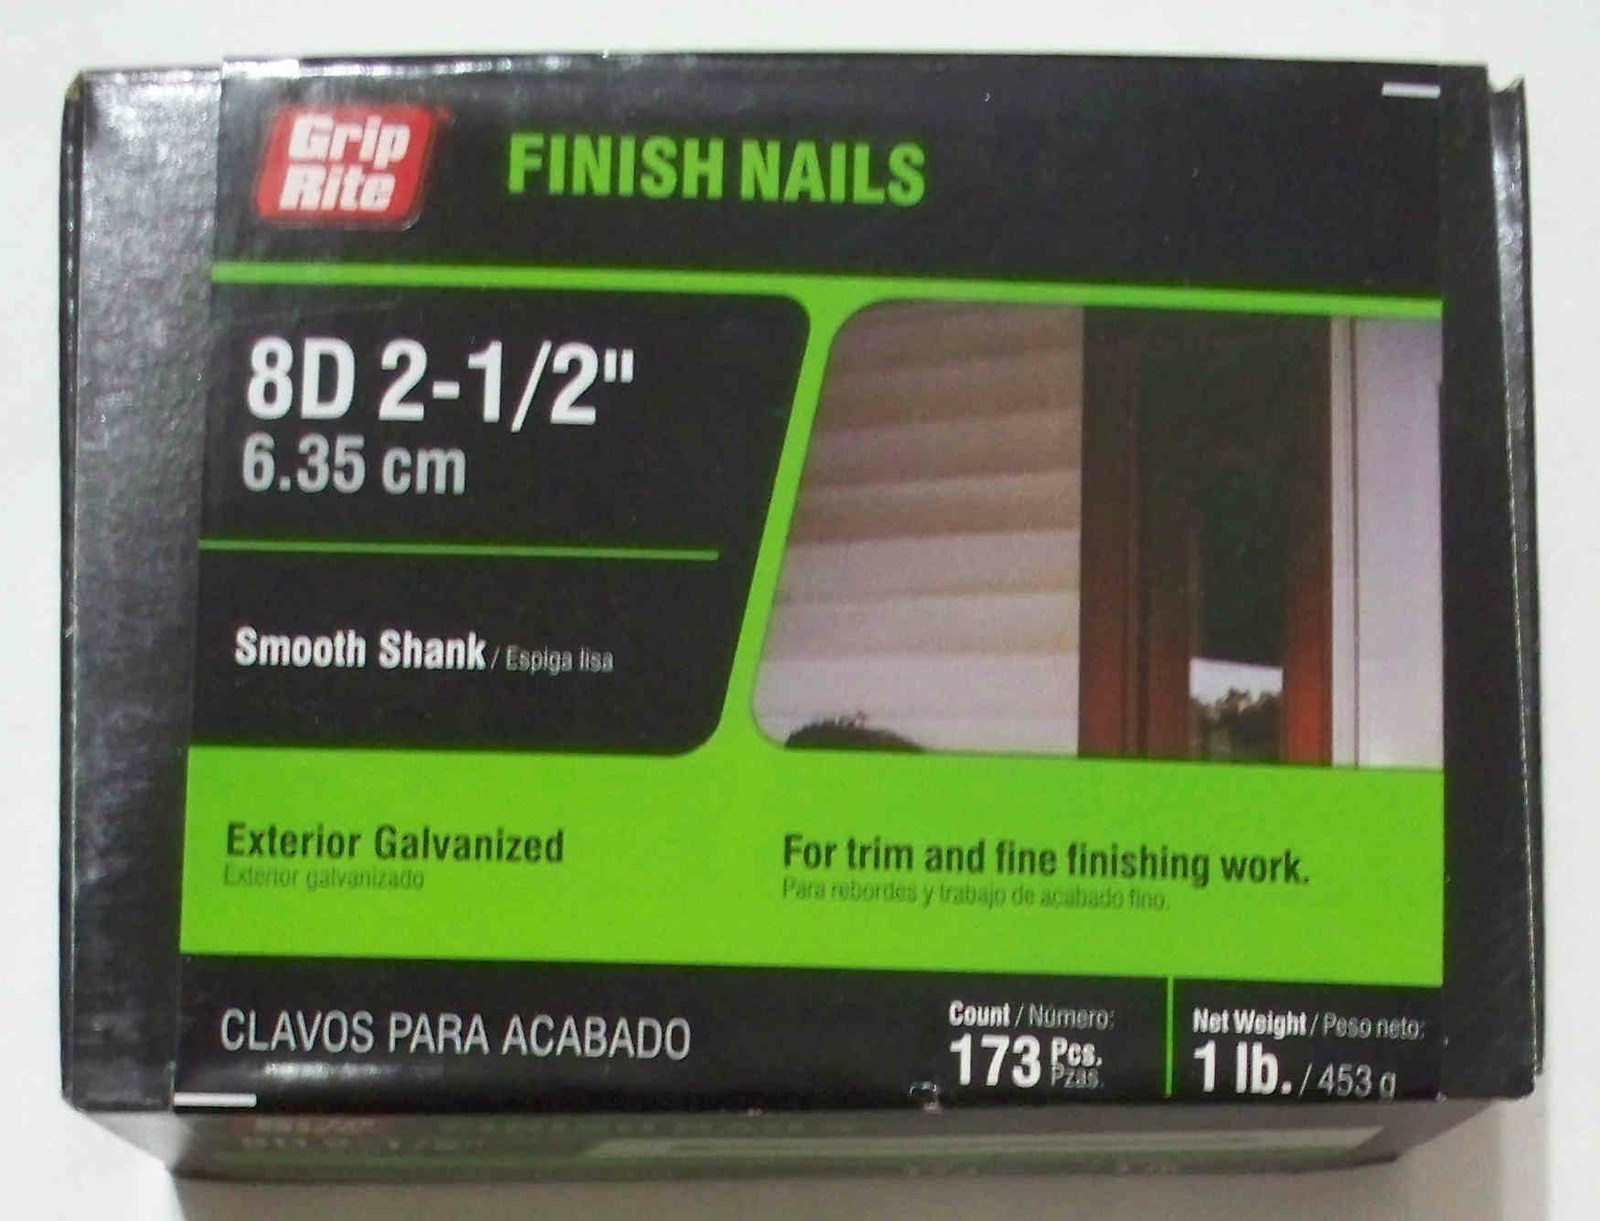 Grip
Rite
FINISH NAILS
8D 2-1/2"
6.35 cm
Smooth Shank / Espiga lisa
Exterior Galvanized
Exterior galvanizado
For trim and fine finishing work.
Para rebordes y trabajo de acabado fino.
CLAVOS PARA ACABADO
Count / Número:
173 Pcs.
Pzas.
Net Weight / Peso neto:
1 lb. / 453 g